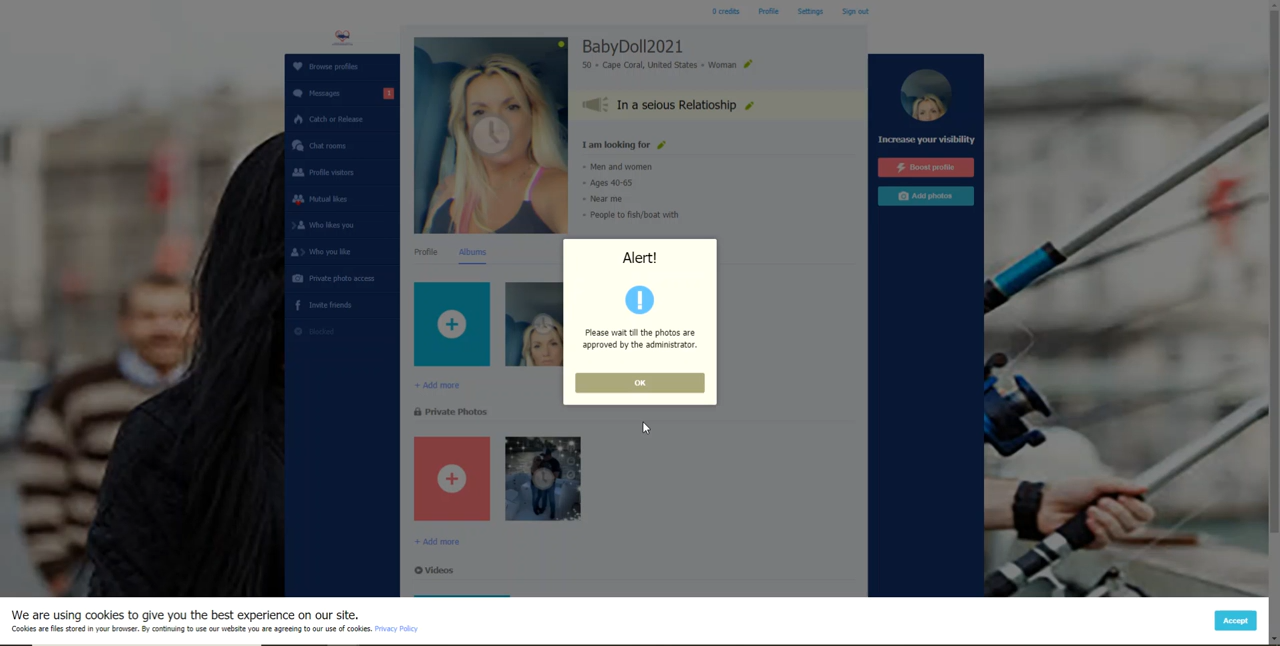 0 credits Profile Settings Sign out
Browse profiles
Messages 1
Catch or Release
Chat rooms
Profile visitors
Mutual likes
Who likes you
Who you like
Private photo access
Invite friends
BabyDoll2021
50 • Cape Coral, United States • Woman
In a seious Relatioship
I am looking for
Men and women
Ages 40-65
Near me
People to fish/boat with
Profile Albums
+ Add more
Private Photos
+ Add more
Videos
Increase your visibility
Boost profile
Add photos
Alert!
Please wait till the photos are
approved by the administrator.
OK
We are using cookies to give you the best experience on our site.
Cookies are files stored in your browser. By continuing to use our website you are agreeing to our use of cookies. Privacy Policy
Accept